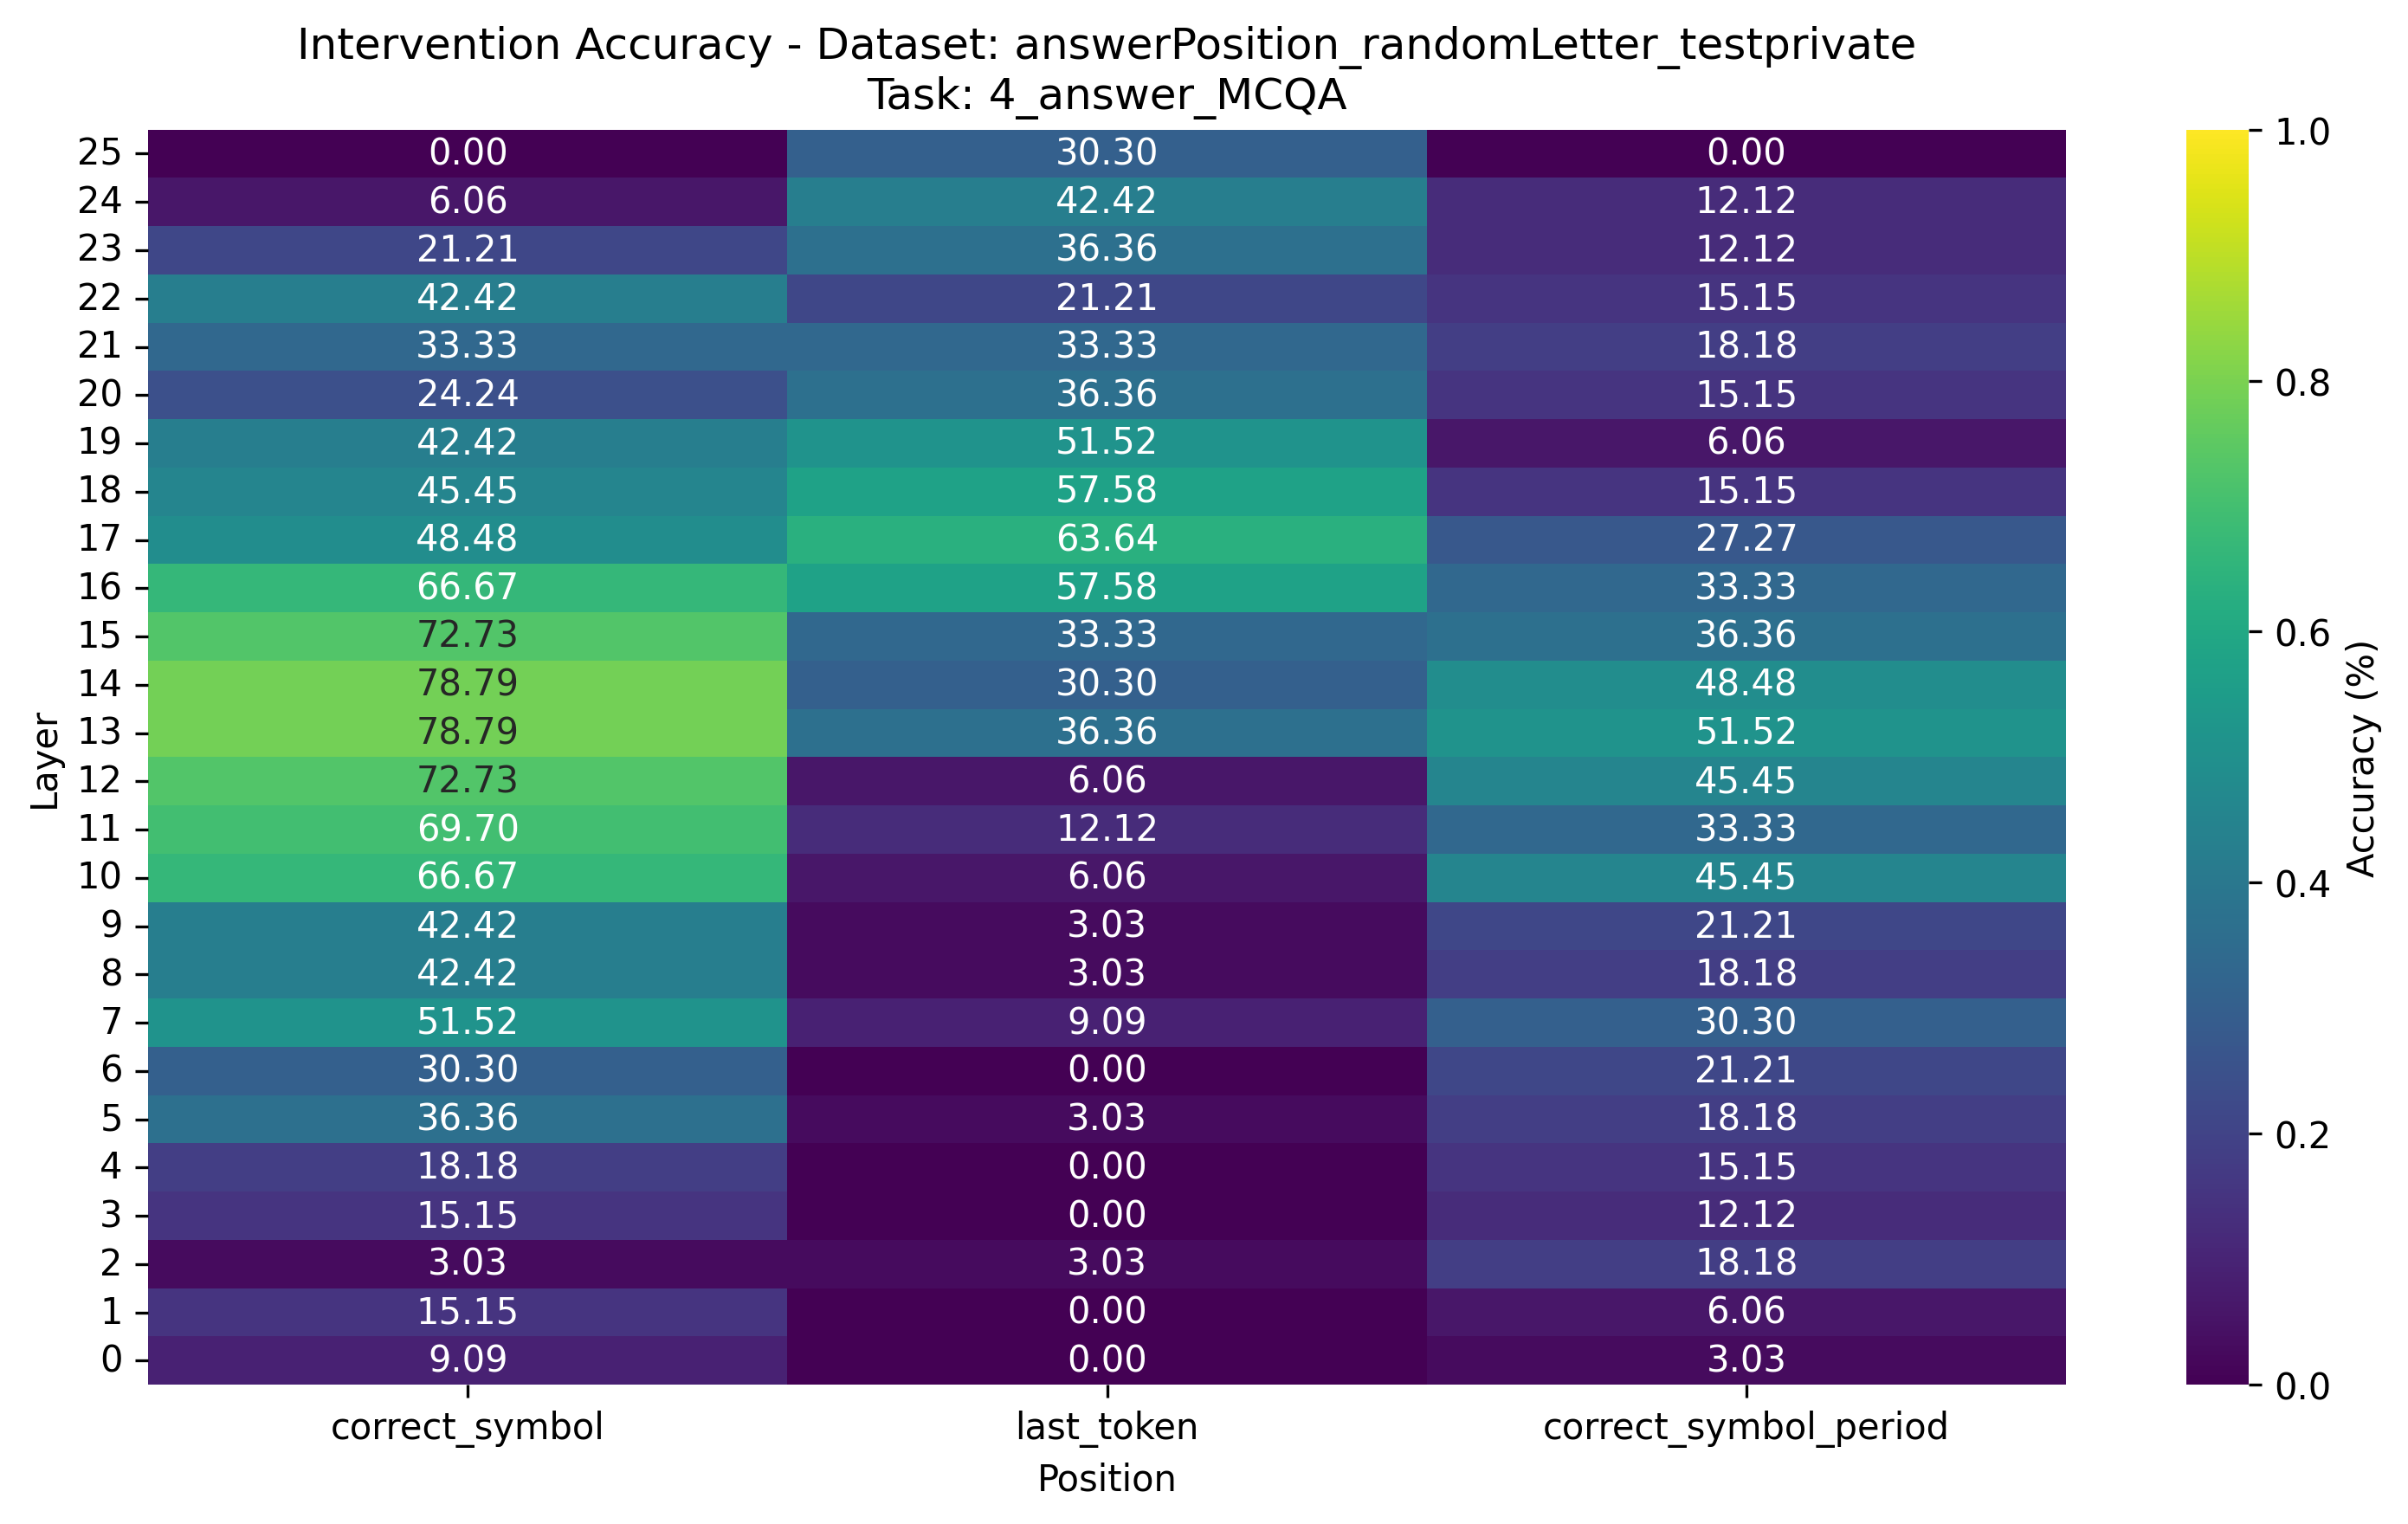 Intervention Accuracy - Dataset: answerPosition_randomLetter_testprivate
Task: 4_answer_MCQA
25 0.00 30.30 0.00
24 6.06 42.42 12.12
23 21.21 36.36 12.12
22 42.42 21.21 15.15
21 33.33 33.33 18.18
20 24.24 36.36 15.15
19 42.42 51.52 6.06
18 45.45 57.58 15.15
17 48.48 63.64 27.27
16 66.67 57.58 33.33
15 72.73 33.33 36.36
14 78.79 30.30 48.48
13 78.79 36.36 51.52
12 72.73 6.06 45.45
11 69.70 12.12 33.33
10 66.67 6.06 45.45
9 42.42 3.03 21.21
8 42.42 3.03 18.18
7 51.52 9.09 30.30
6 30.30 0.00 21.21
5 36.36 3.03 18.18
4 18.18 0.00 15.15
3 15.15 0.00 12.12
2 3.03 3.03 18.18
1 15.15 0.00 6.06
0 9.09 0.00 3.03
Layer
correct_symbol last_token correct_symbol_period
Position
1.0
0.8
0.6
0.4
0.2
0.0
Accuracy (%)